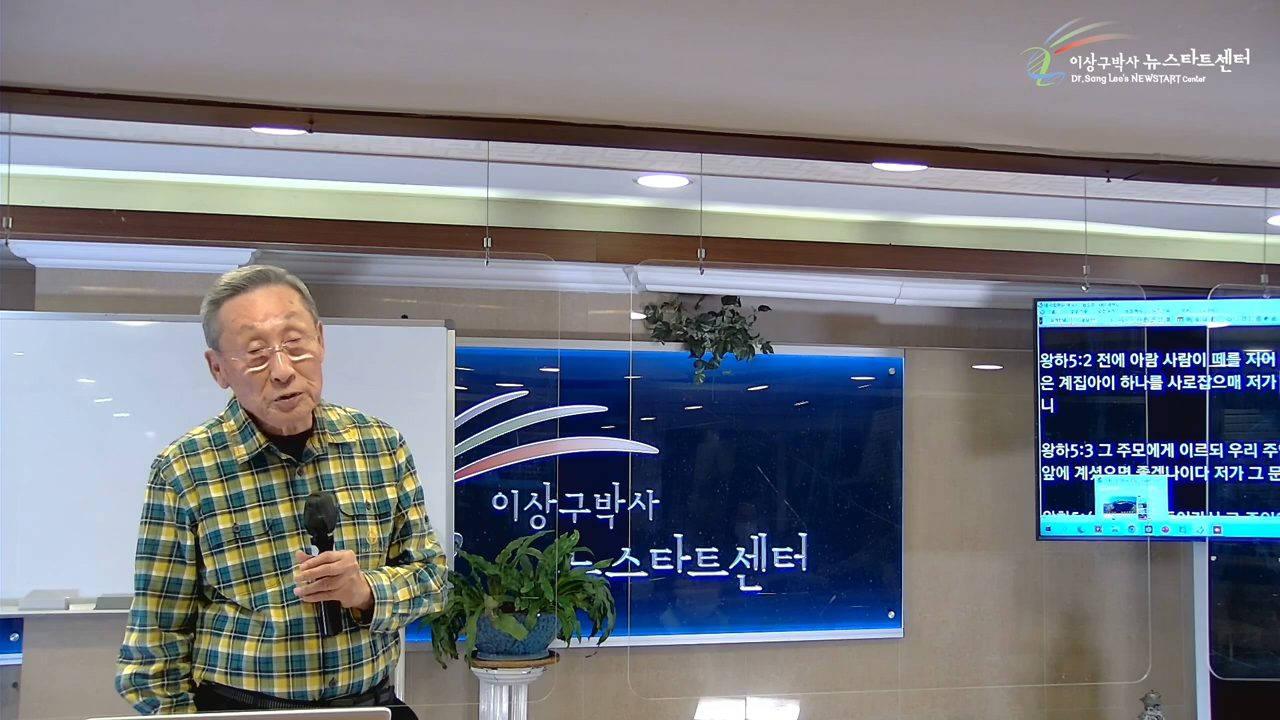 이상구박사 뉴스타트센터
Dr. Sang Lee's NEWSTART Center
이상구박사
뉴스타트센터
왕하5:2 전에 아람 사람이 떼를 지어
은 계집아이 하나를 사로잡으매 저가
니
왕하5:3 그 주모에게 이르되 우리 주
앞에 계셨으면 좋겠나이다 저가 그 문